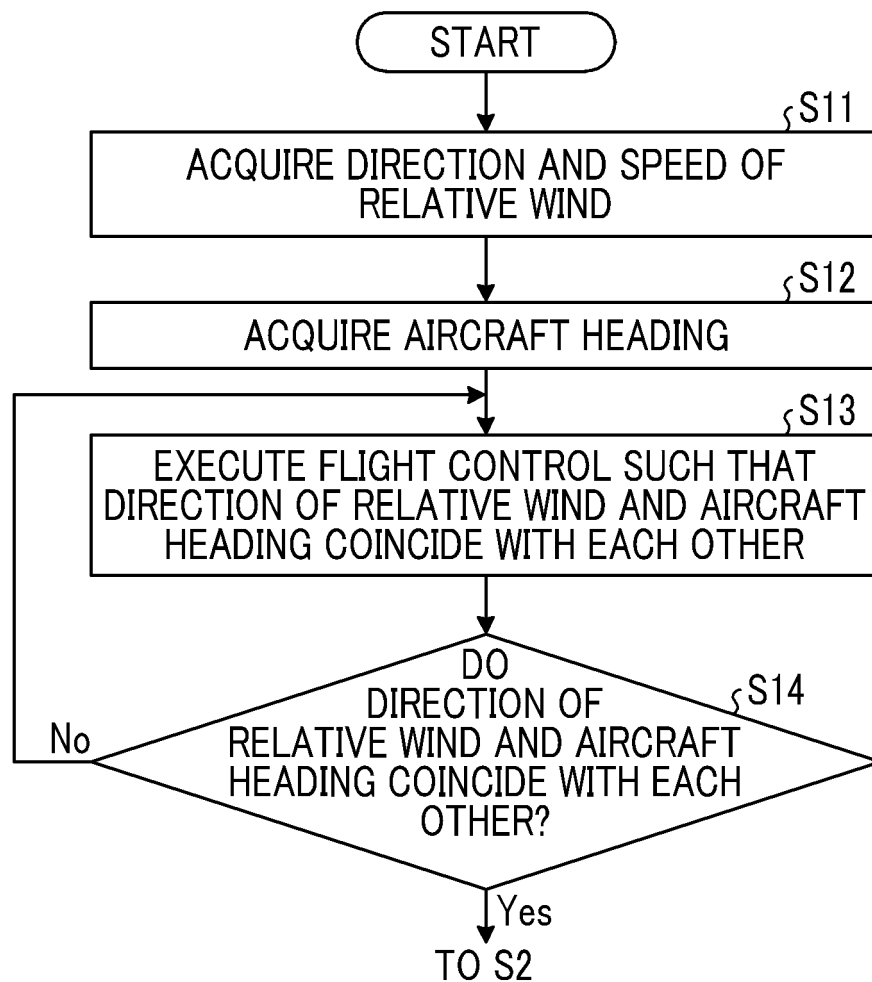 START
S11
ACQUIRE DIRECTION AND SPEED OF
RELATIVE WIND
S12
ACQUIRE AIRCRAFT HEADING
S13
EXECUTE FLIGHT CONTROL SUCH THAT
DIRECTION OF RELATIVE WIND AND AIRCRAFT
HEADING COINCIDE WITH EACH OTHER
S14
DO
DIRECTION OF
RELATIVE WIND AND AIRCRAFT
HEADING COINCIDE WITH EACH
OTHER?
No
Yes
TO S2